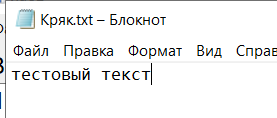 Кряк.txt – Блокнот
Файл Правка Формат Вид Справ
тестовый текст